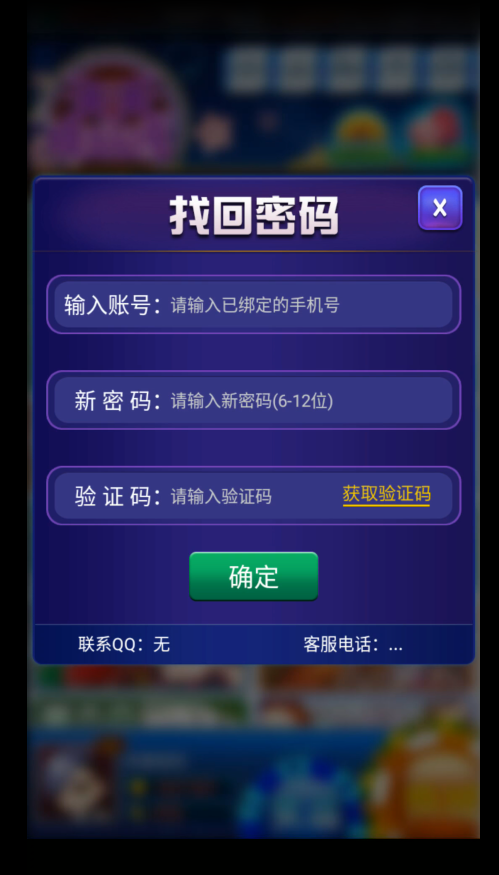 找回密码
X
输入账号：请输入已绑定的手机号
新 密 码：请输入新密码(6-12位)
验 证 码：请输入验证码 获取验证码
确定
联系QQ：无 客服电话：...